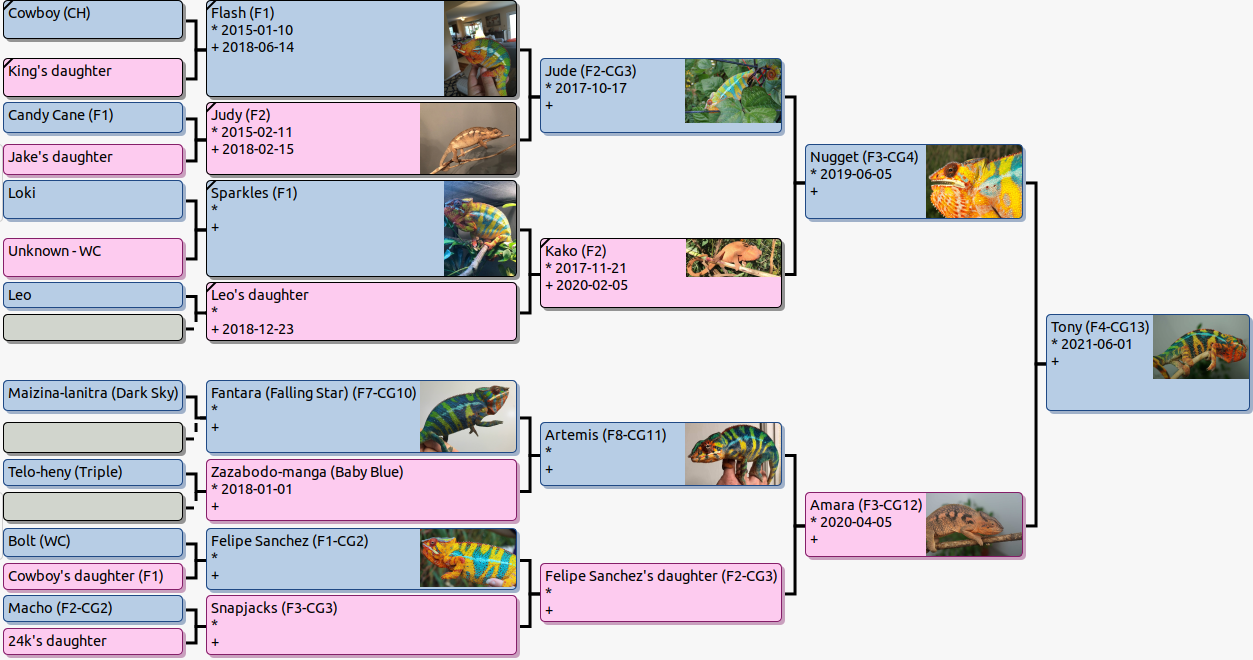 Cowboy (CH)
King's daughter
Candy Cane (F1)
Jake's daughter
Loki
Unknown - WC
Leo
Maizina-lanitra (Dark Sky)
Telo-heny (Triple)
Bolt (WC)
Cowboy's daughter (F1)
Macho (F2-CG2)
24k's daughter
Flash (F1)
* 2015-01-10
+ 2018-06-14
Judy (F2)
* 2015-02-11
+ 2018-02-15
Sparkles (F1)
*
+
Leo's daughter
*
+ 2018-12-23
Fantara (Falling Star) (F7-CG10)
*
+
Zazabodo-manga (Baby Blue)
* 2018-01-01
+
Felipe Sanchez (F1-CG2)
*
+
Snapjacks (F3-CG3)
*
+
Jude (F2-CG3)
* 2017-10-17
+
Kako (F2)
* 2017-11-21
+ 2020-02-05
Artemis (F8-CG11)
*
+
Felipe Sanchez's daughter (F2-CG3)
*
+
Nugget (F3-CG4)
* 2019-06-05
+
Amara (F3-CG12)
* 2020-04-05
+
Tony (F4-CG13)
* 2021-06-01
+